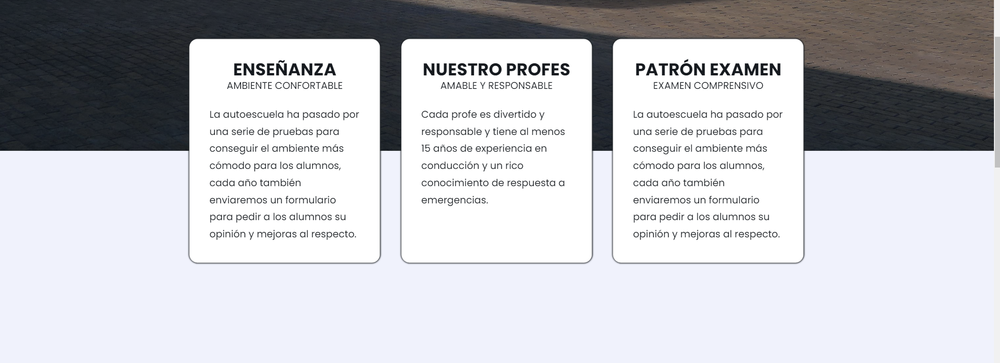 ENSEÑANZA
AMBIENTE CONFORTABLE
La autoescuela ha pasado por
una serie de pruebas para
conseguir el ambiente más
cómodo para los alumnos,
cada año también
enviaremos un formulario
para pedir a los alumnos su
opinión y mejoras al respecto.
NUESTRO PROFES
AMABLE Y RESPONSABLE
Cada profe es divertido y
responsable y tiene al menos
15 años de experiencia en
conducción y un rico
conocimiento de respuesta a
emergencias.
PATRÓN EXAMEN
EXAMEN COMPRENSIVO
La autoescuela ha pasado por
una serie de pruebas para
conseguir el ambiente más
cómodo para los alumnos,
cada año también
enviaremos un formulario
para pedir a los alumnos su
opinión y mejoras al respecto.